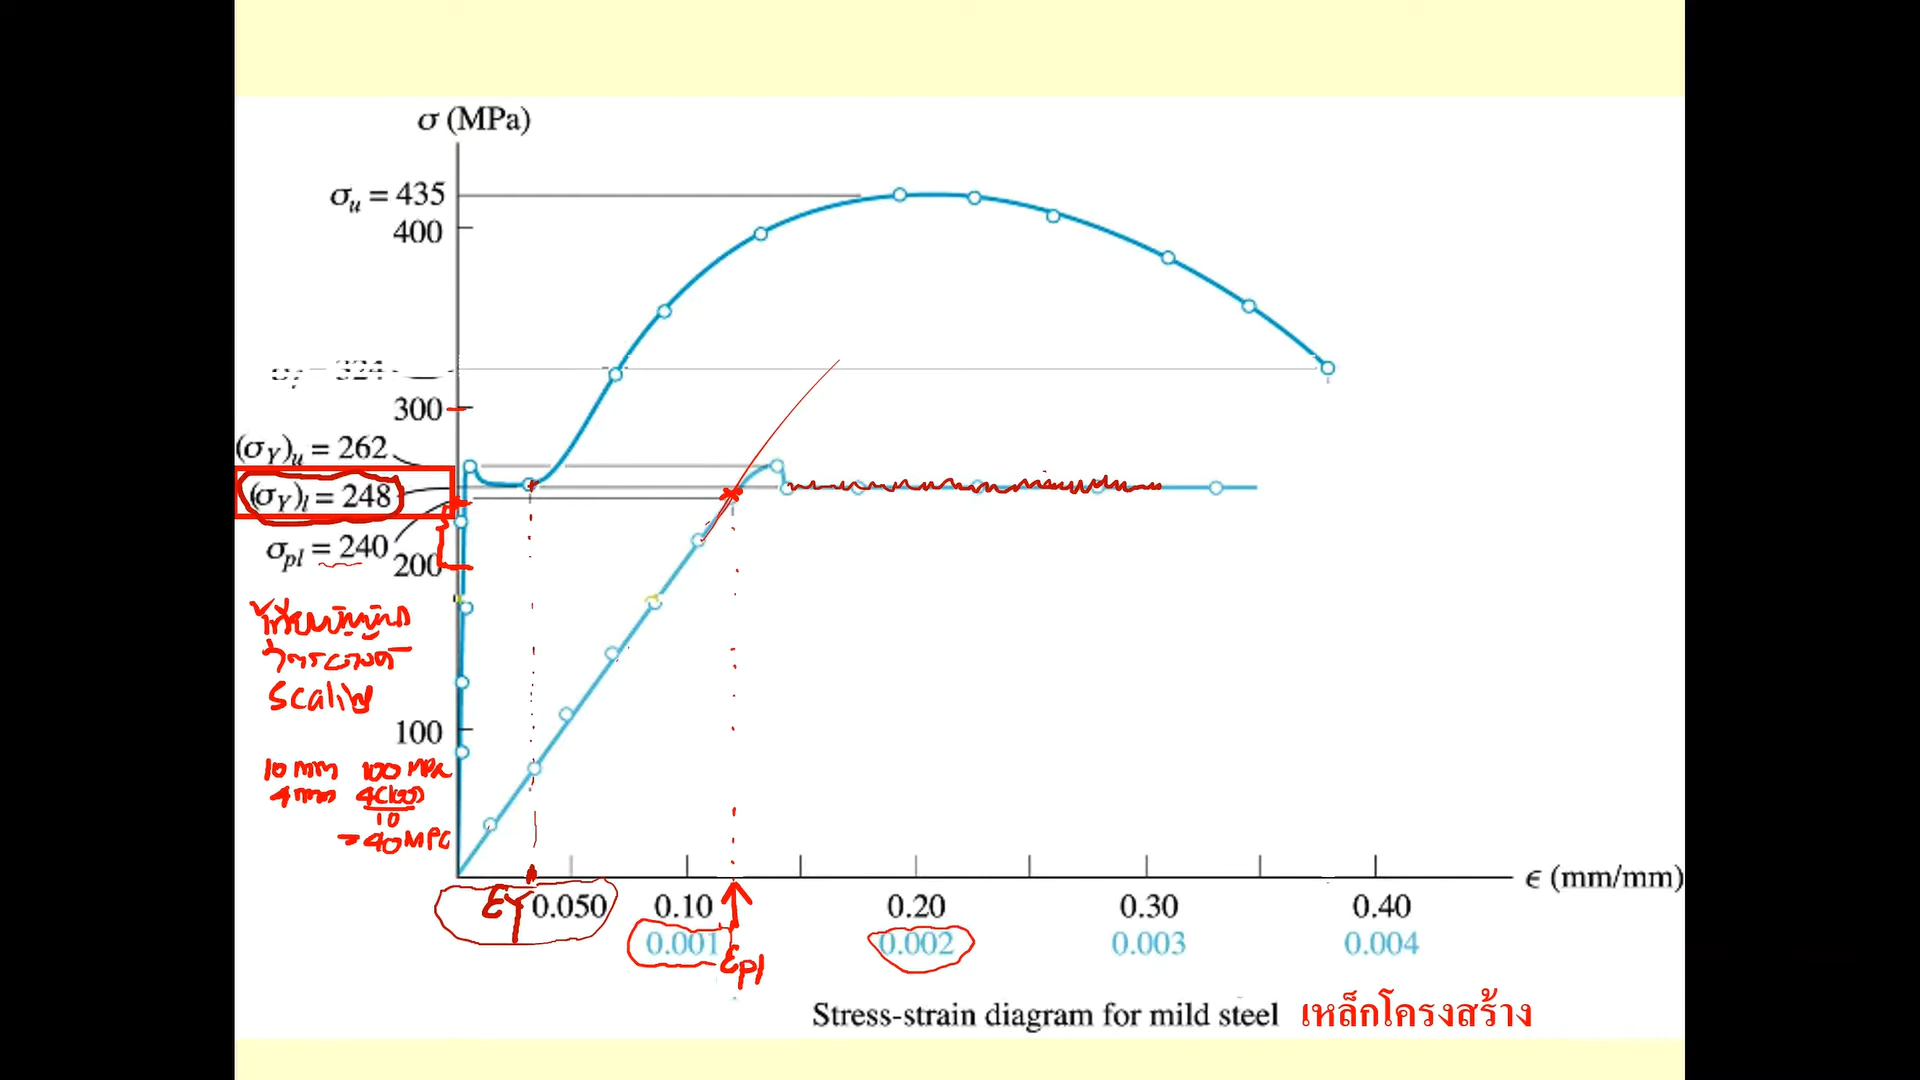 σ (MPa)
σu = 435
400
300
(σY)u = 262
(σY)l = 248
σpl = 240
200
Scaling
100
10 mm 100 MPa
4 mm 4(100)
10
= 40 MPa
εY 0.050 0.10 0.20 0.30 0.40 ϵ (mm/mm)
0.001 0.002 0.003 0.004
εpl
Stress-strain diagram for mild steel เหล็กโครงสร้าง